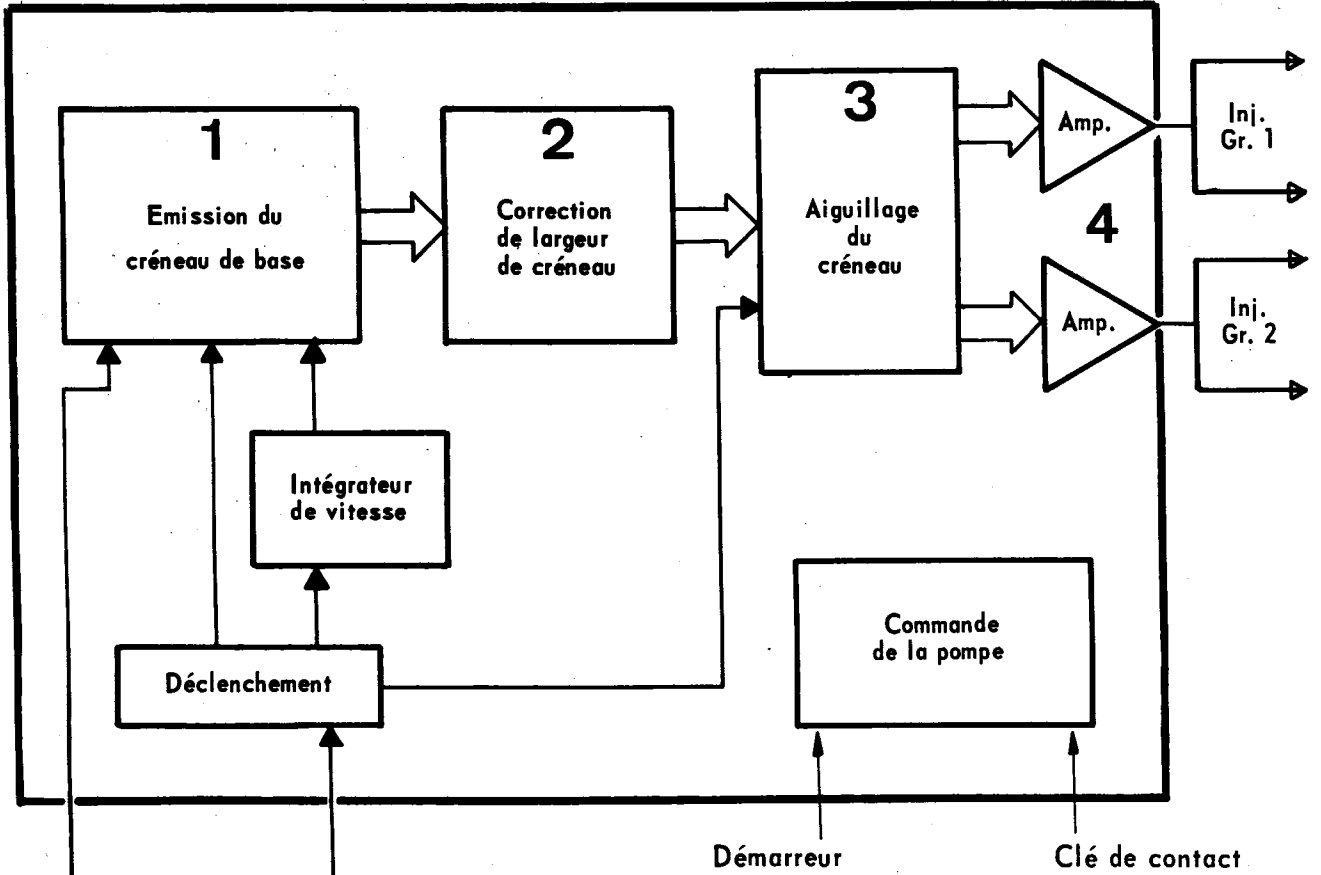 1
Emission du
créneau de base
2
Correction
de largeur
de créneau
3
Aiguillage
du
créneau
Amp.
Inj.
Gr. 1
4
Amp.
Inj.
Gr. 2
Intégrateur
de vitesse
Déclenchement
Commande
de la pompe
Démarreur
Clé de contact